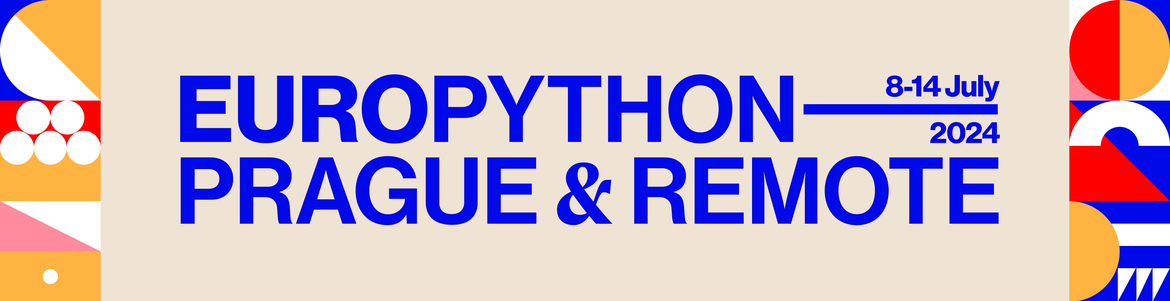 EUROPYTHON
8-14 July
2024
PRAGUE & REMOTE